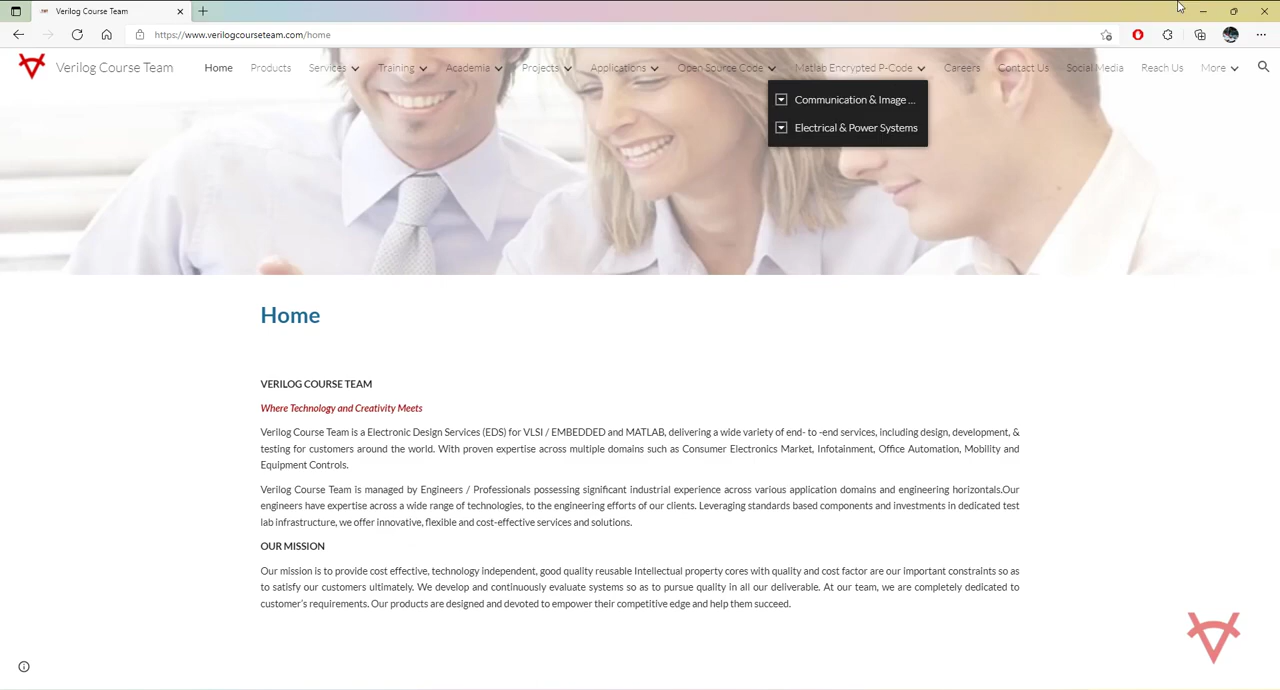 Verilog Course Team
https://www.verilogcourseteam.com/home
Verilog Course Team
Home Products Services Training Academia Projects Applications Open Source Code Matlab Encrypted P-Code Careers Contact Us Social Media Reach Us More
Communication & Image ...
Electrical & Power Systems
Home
VERILOG COURSE TEAM
Where Technology and Creativity Meets
Verilog Course Team is a Electronic Design Services (EDS) for VLSI / EMBEDDED and MATLAB, delivering a wide variety of end- to -end services, including design, development, &
testing for customers around the world. With proven expertise across multiple domains such as Consumer Electronics Market, Infotainment, Office Automation, Mobility and
Equipment Controls.
Verilog Course Team is managed by Engineers / Professionals possessing significant industrial experience across various application domains and engineering horizontals.Our
engineers have expertise across a wide range of technologies, to the engineering efforts of our clients. Leveraging standards based components and investments in dedicated test
lab infrastructure, we offer innovative, flexible and cost-effective services and solutions.
OUR MISSION
Our mission is to provide cost effective, technology independent, good quality reusable Intellectual property cores with quality and cost factor are our important constraints so as
to satisfy our customers ultimately. We develop and continuously evaluate systems so as to pursue quality in all our deliverable. At our team, we are completely dedicated to
customer's requirements. Our products are designed and devoted to empower their competitive edge and help them succeed.